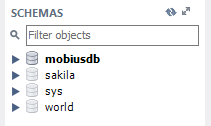 SCHEMAS
Filter objects
mobiusdb
sakila
sys
world